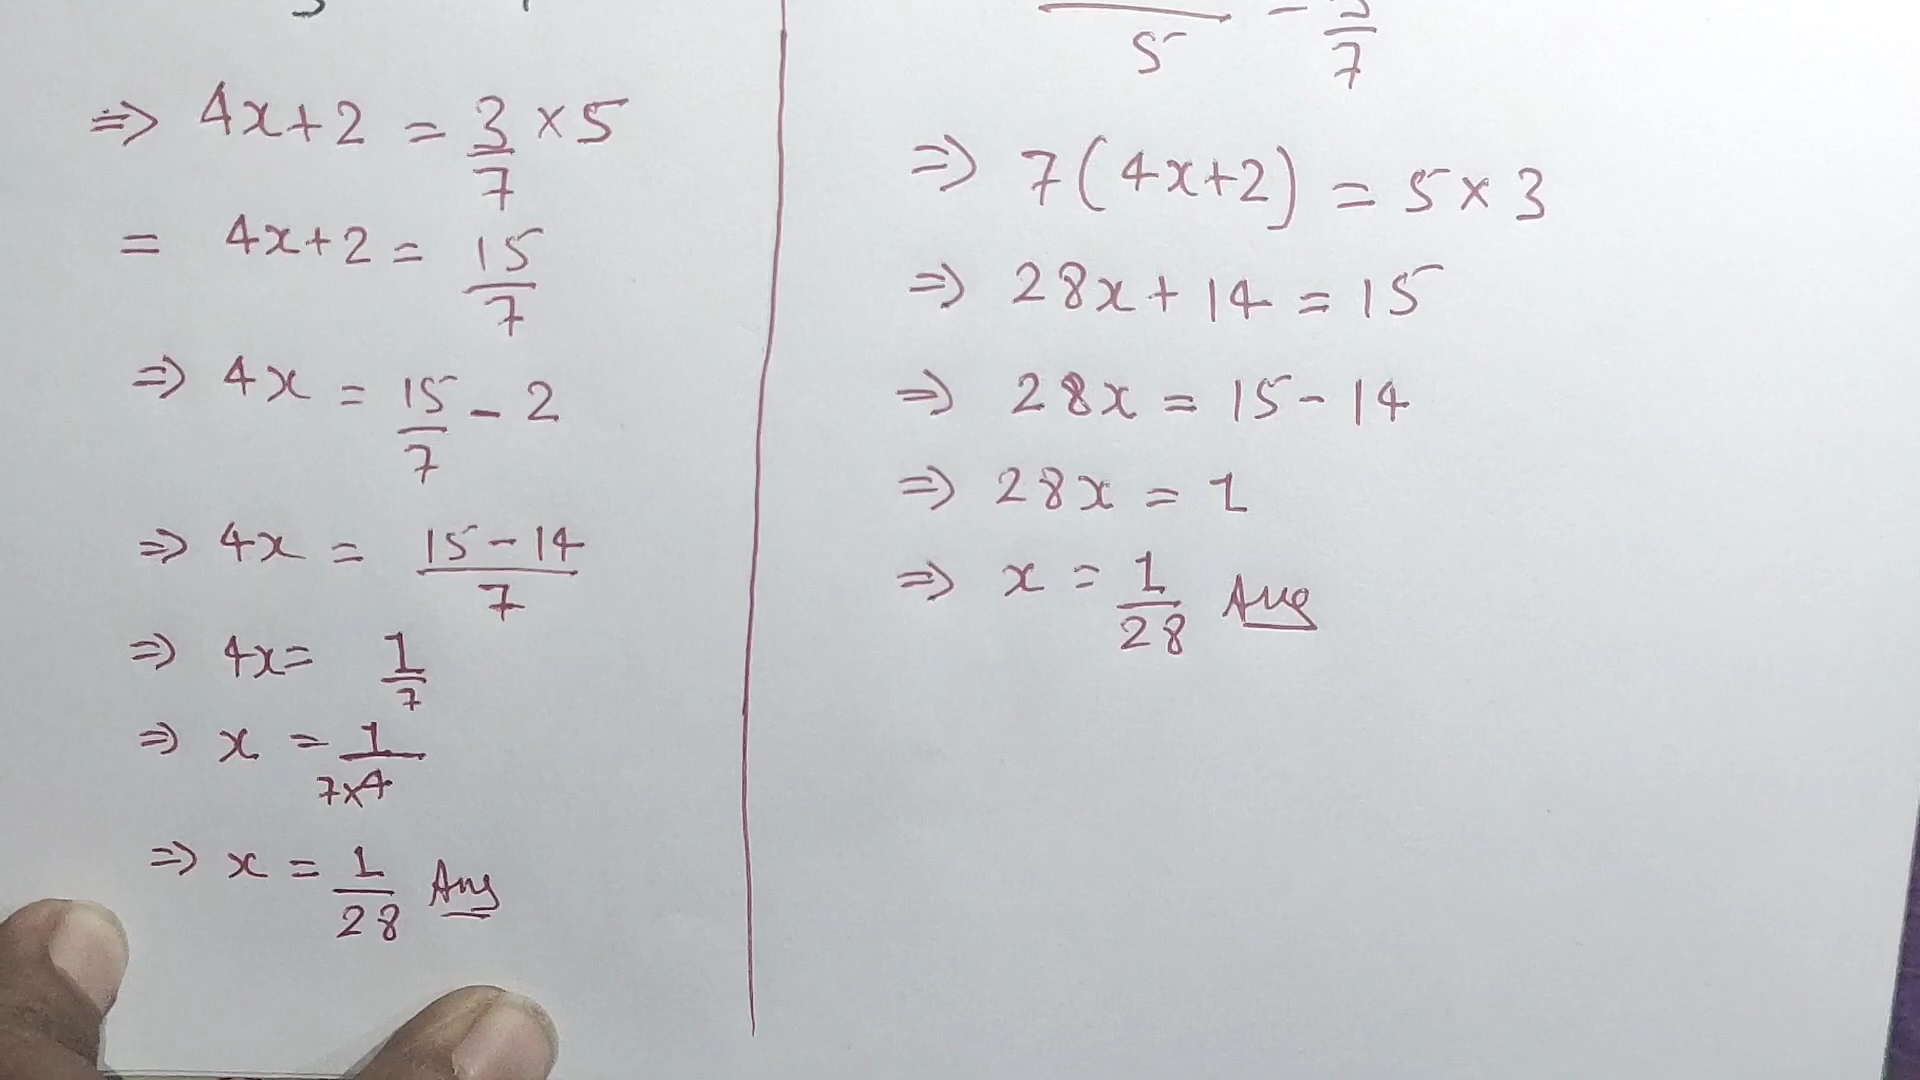 ⇒ 4x+2 = 3/7 × 5
= 4x+2 = 15/7
⇒ 4x = 15/7 - 2
⇒ 4x = (15-14)/7
⇒ 4x = 1/7
⇒ x = 1/(7×4)
⇒ x = 1/28 Ans
5 = /7
⇒ 7(4x+2) = 5×3
⇒ 28x+14 = 15
⇒ 28x = 15-14
⇒ 28x = 1
⇒ x = 1/28 Ans